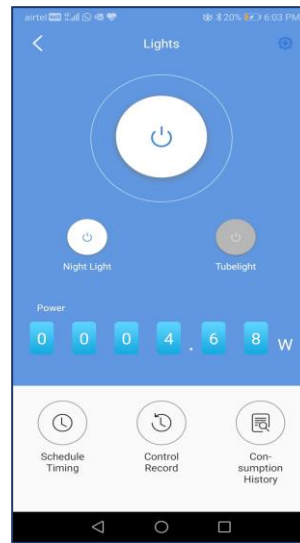 airtel 20% 6:03 PM
Lights
Night Light Tubelight
Power
0 0 0 4 . 6 8 W
Schedule Timing
Control Record
Con-
sumption
History